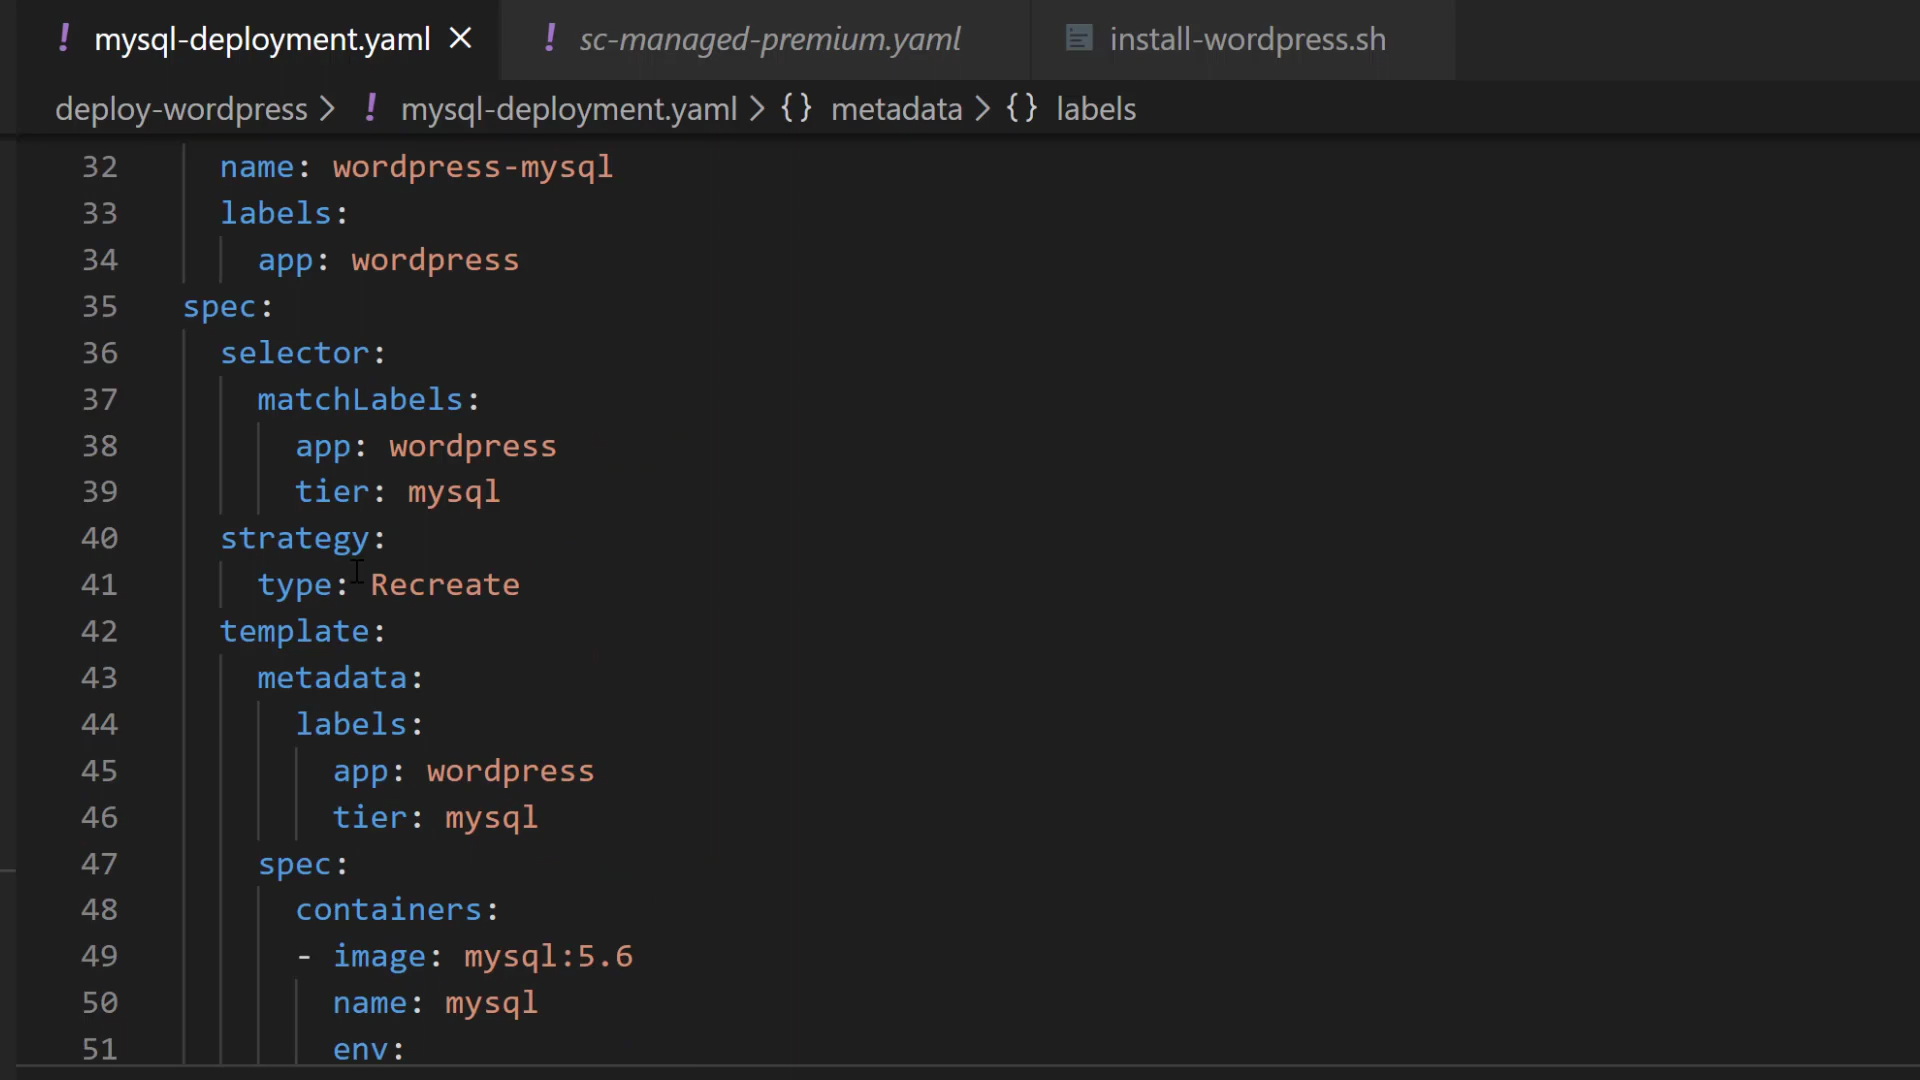 mysql-deployment.yaml sc-managed-premium.yaml install-wordpress.sh
deploy-wordpress > ! mysql-deployment.yaml > {} metadata > {} labels
32 name: wordpress-mysql
33 labels:
34 app: wordpress
35 spec:
36 selector:
37 matchLabels:
38 app: wordpress
39 tier: mysql
40 strategy:
41 type: Recreate
42 template:
43 metadata:
44 labels:
45 app: wordpress
46 tier: mysql
47 spec:
48 containers:
49 - image: mysql:5.6
50 name: mysql
51 env: